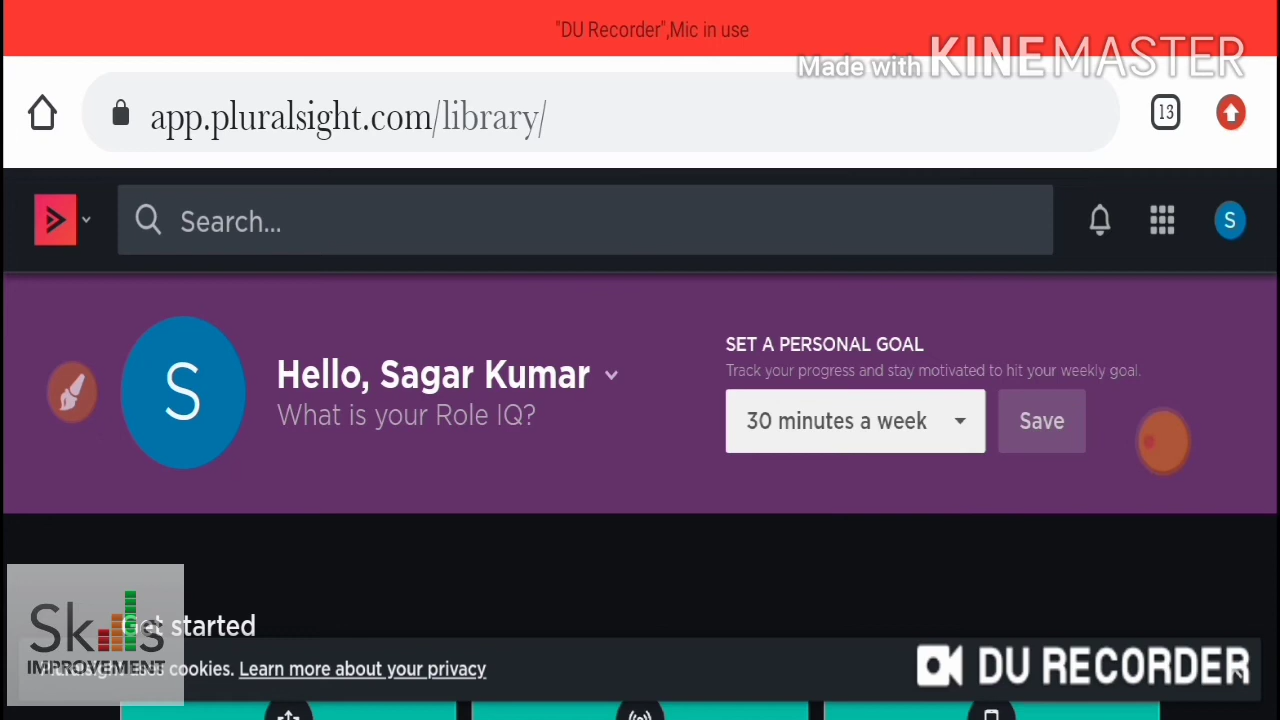 "DU Recorder",Mic in use
Made with KINEMASTER
app.pluralsight.com/library/
13
Search...
S
S
Hello, Sagar Kumar
What is your Role IQ?
SET A PERSONAL GOAL
Track your progress and stay motivated to hit your weekly goal.
30 minutes a week
Save
Get started
Skills
IMPROVEMENT
Pluralsight uses cookies. Learn more about your privacy
DU RECORDER